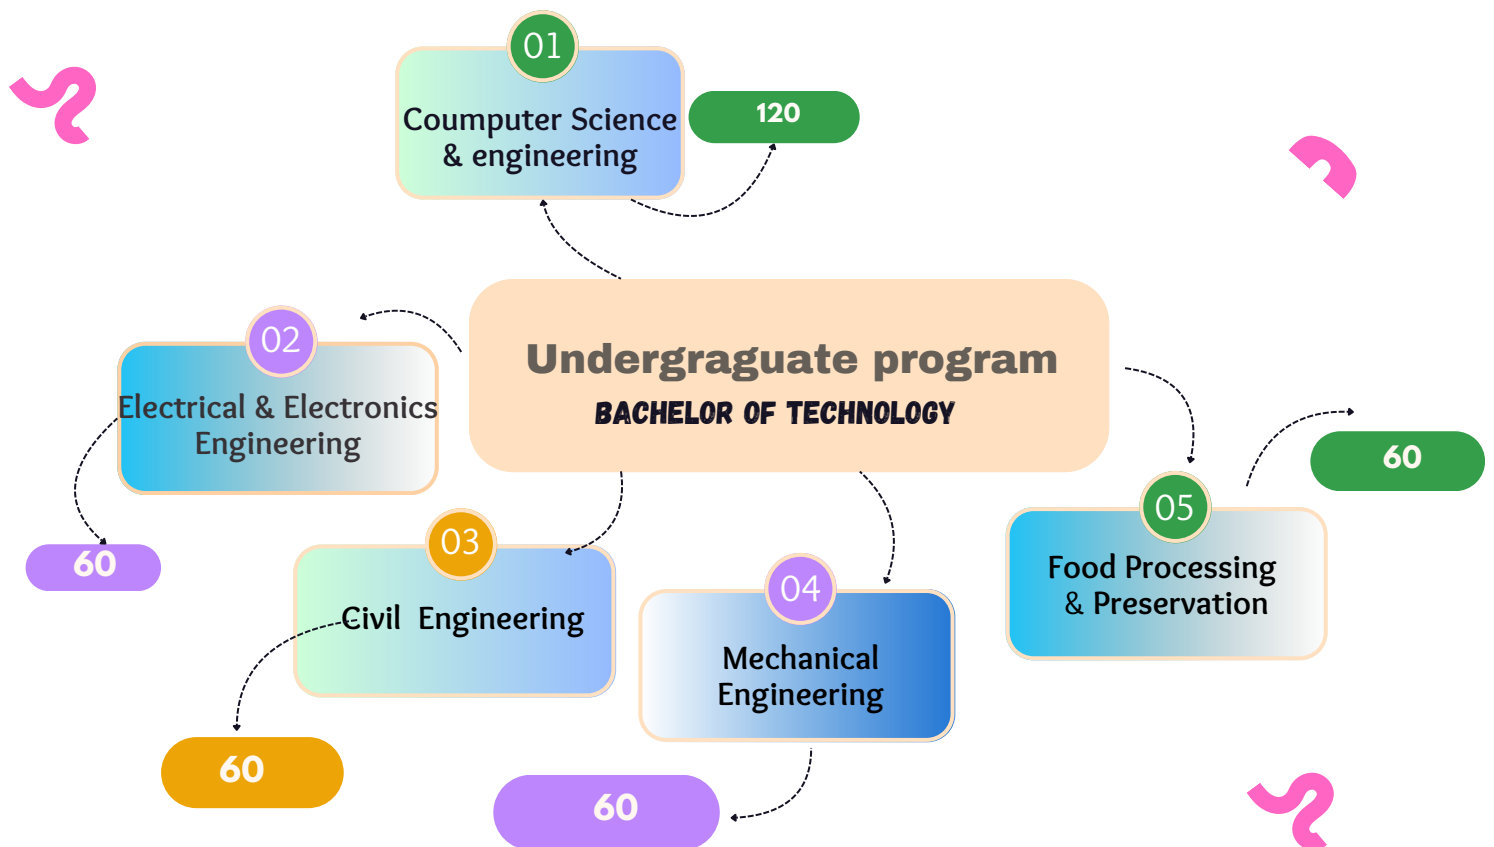 01
Coumputer Science
& engineering
120
Undergraguate program
BACHELOR OF TECHNOLOGY
02
Electrical & Electronics
Engineering
60
03
Civil Engineering
60
04
Mechanical
Engineering
60
05
Food Processing
& Preservation
60